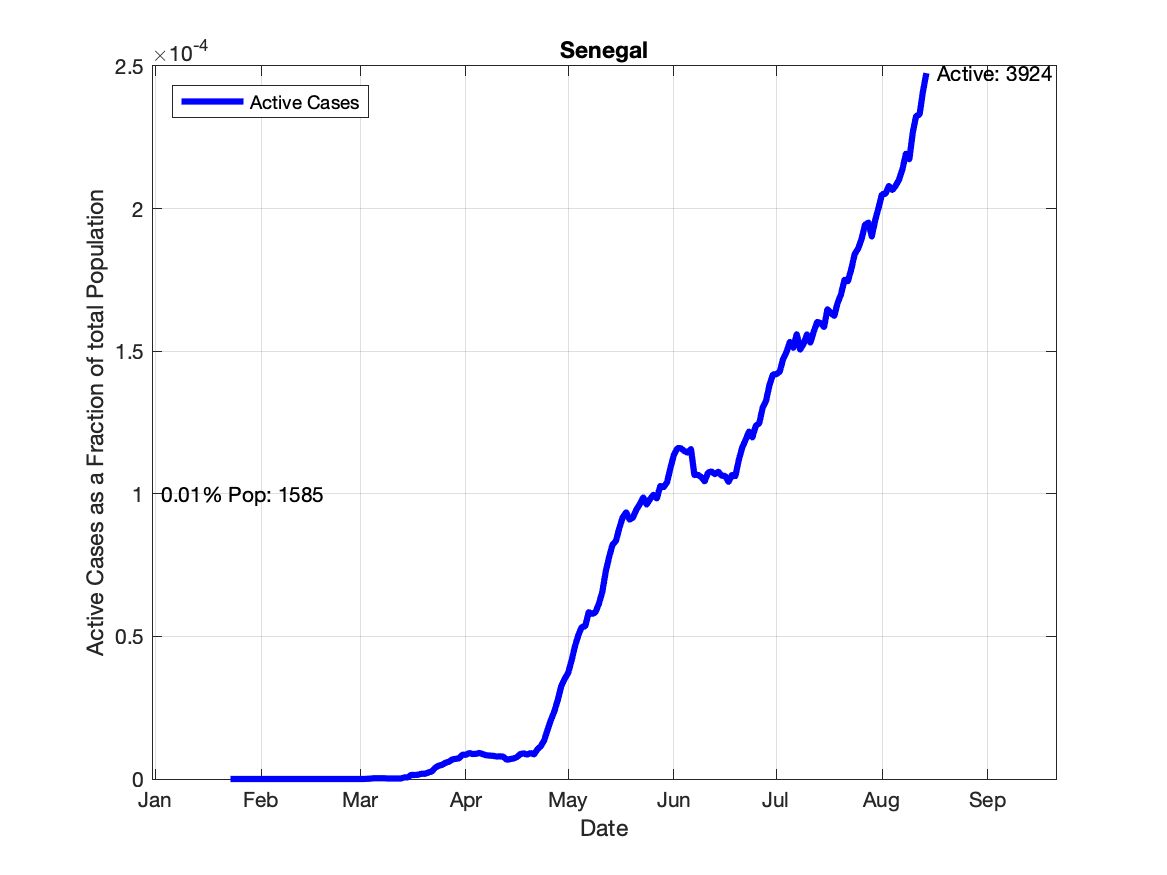 Senegal
×10⁻⁴
2.5
2
1.5
1
0.5
0
Active Cases as a Fraction of total Population
Active Cases
Active: 3924
0.01% Pop: 1585
Jan Feb Mar Apr May Jun Jul Aug Sep
Date